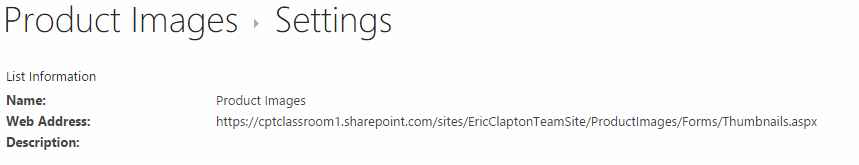 Product Images ▸ Settings
List Information
Name: Product Images
Web Address: https://cptclassroom1.sharepoint.com/sites/EricClaptonTeamSite/ProductImages/Forms/Thumbnails.aspx
Description: